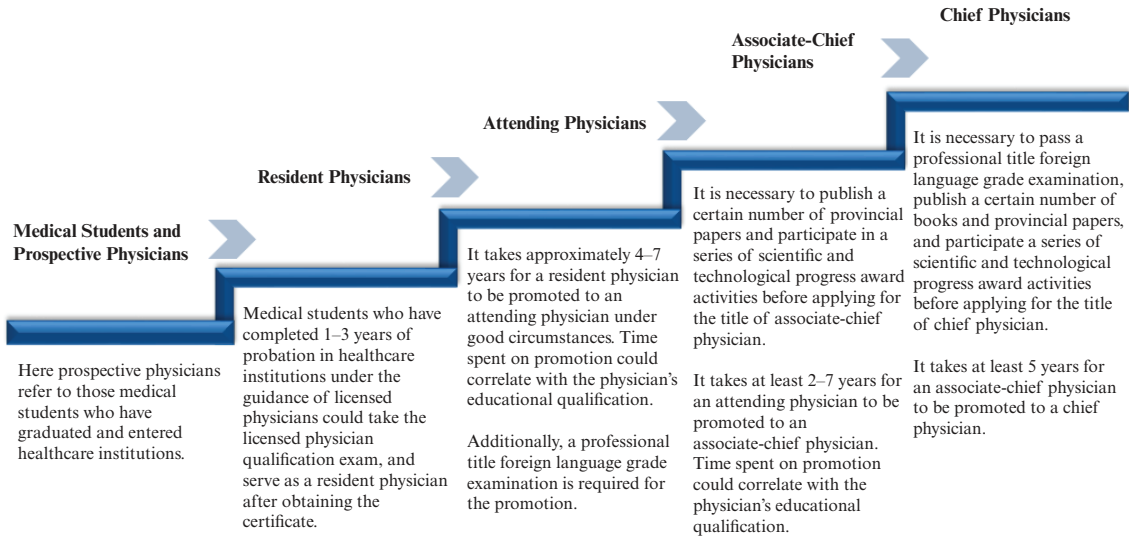 Medical Students and
Prospective Physicians
Here prospective physicians
refer to those medical
students who have
graduated and entered
healthcare institutions.
Resident Physicians
Medical students who have
completed 1–3 years of
probation in healthcare
institutions under the
guidance of licensed
physicians could take the
licensed physician
qualification exam, and
serve as a resident physician
after obtaining the
certificate.
Attending Physicians
It takes approximately 4–7
years for a resident physician
to be promoted to an
attending physician under
good circumstances. Time
spent on promotion could
correlate with the physician's
educational qualification.
Additionally, a professional
title foreign language grade
examination is required for
the promotion.
Associate-Chief
Physicians
It is necessary to publish a
certain number of provincial
papers and participate in a
series of scientific and
technological progress award
activities before applying for
the title of associate-chief
physician.
It takes at least 2–7 years for
an attending physician to be
promoted to an
associate-chief physician.
Time spent on promotion
could correlate with the
physician's educational
qualification.
Chief Physicians
It is necessary to pass a
professional title foreign
language grade examination,
publish a certain number of
books and provincial papers,
and participate a series of
scientific and technological
progress award activities
before applying for the title
of chief physician.
It takes at least 5 years for
an associate-chief physician
to be promoted to a chief
physician.